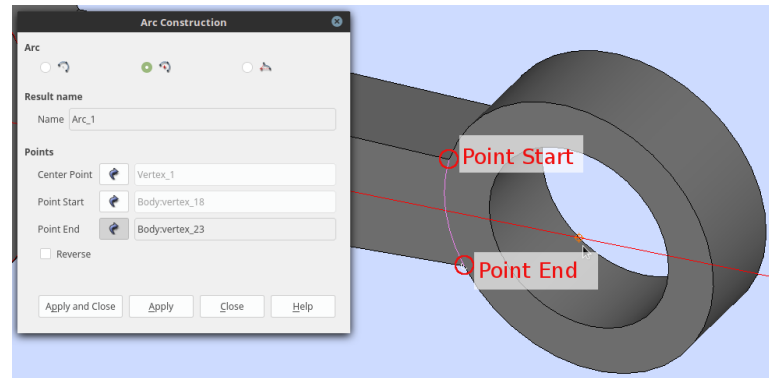 Arc Construction
Arc
Result name
Name Arc_1
Points
Center Point Vertex_1
Point Start Body:vertex_18
Point End Body:vertex_23
Reverse
Apply and Close Apply Close Help
Point Start
Point End